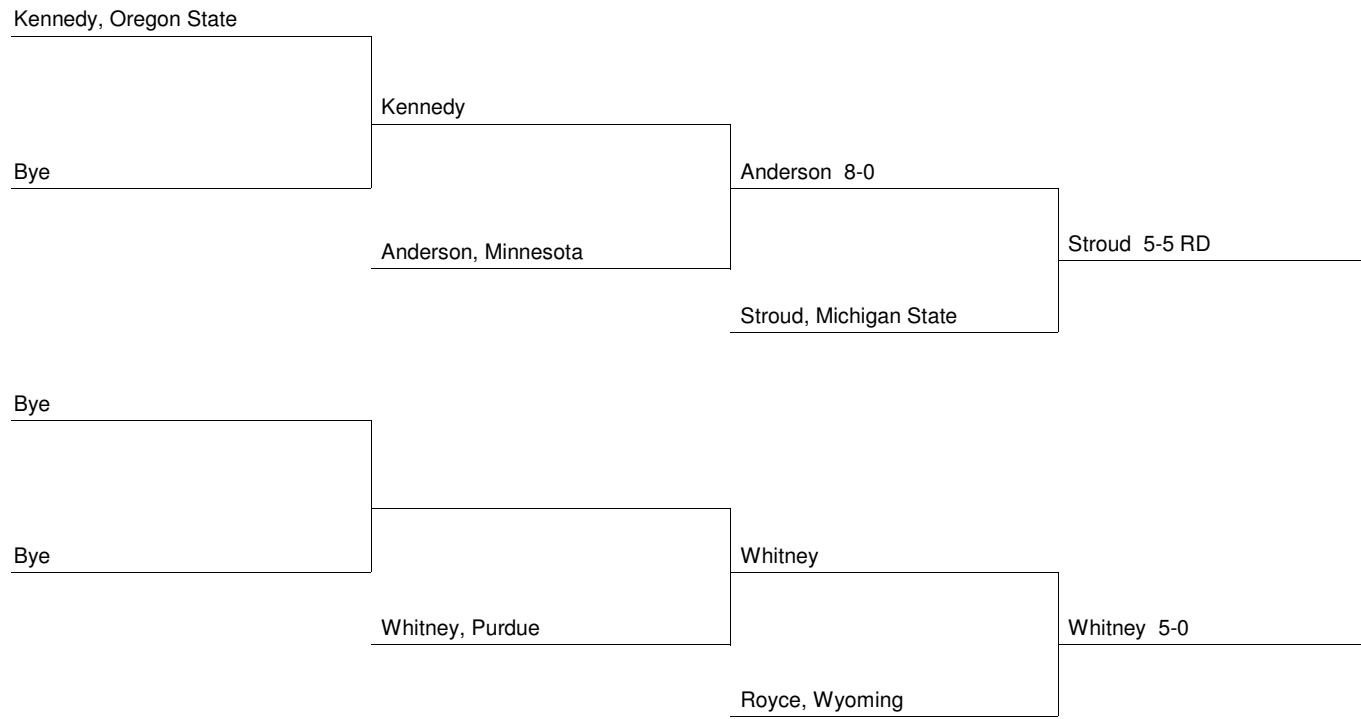 Kennedy, Oregon State
Kennedy
Bye
Anderson 8-0
Anderson, Minnesota
Stroud 5-5 RD
Stroud, Michigan State
Bye
Bye
Whitney
Whitney, Purdue
Whitney 5-0
Royce, Wyoming